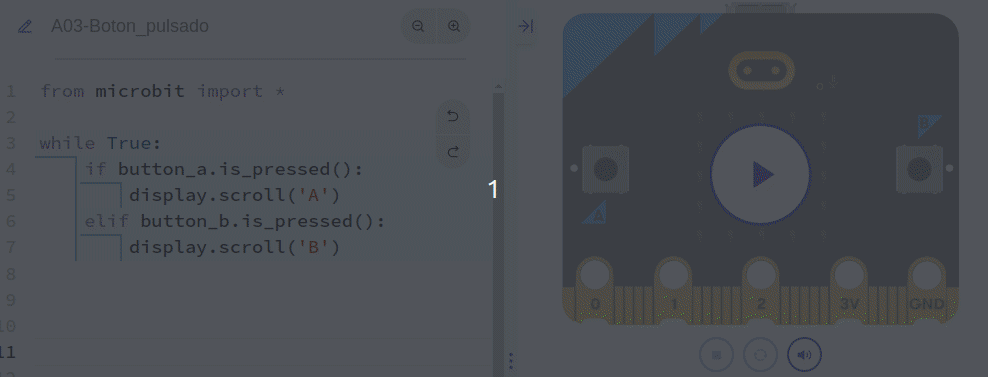 A03-Boton_pulsado
1 from microbit import *
2
3 while True:
4 if button_a.is_pressed():
5 display.scroll('A')
6 elif button_b.is_pressed():
7 display.scroll('B')
8
9
10
11
12
1
B
A
0 1 2 3V GND